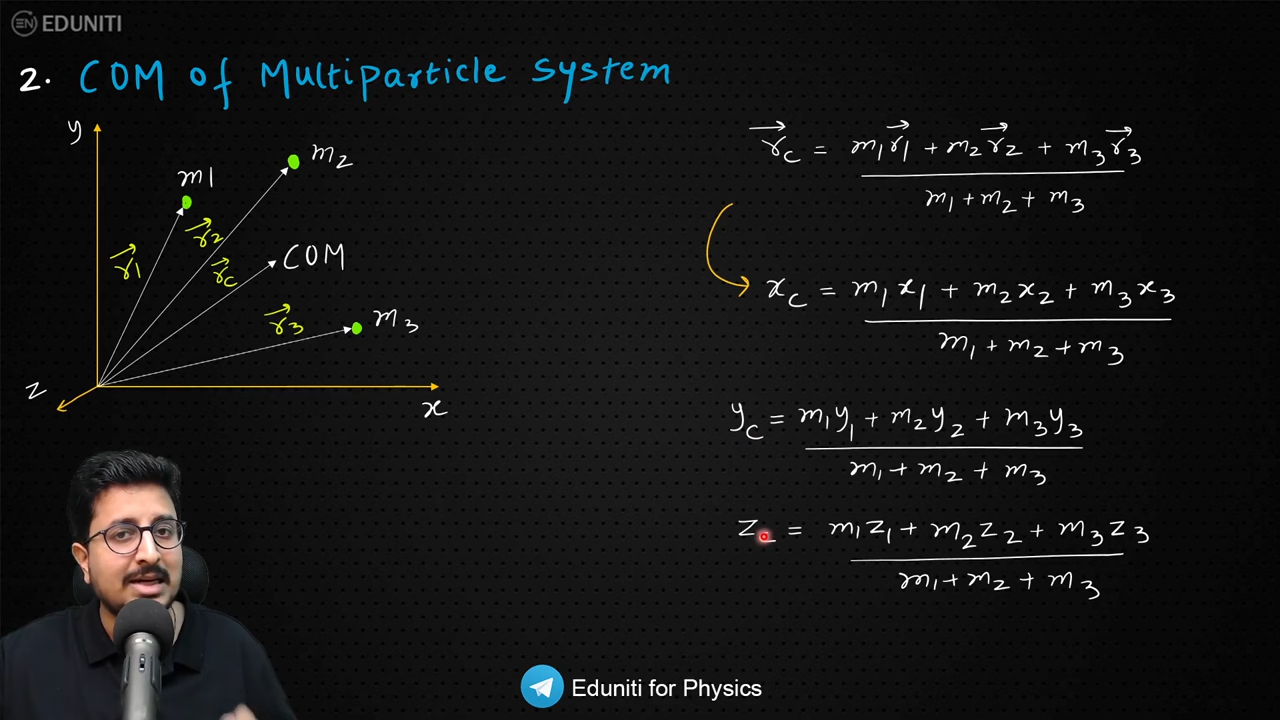 EN EDUNITI
2. COM of Multiparticle system
y
m1
m2
r1
r2
rc
COM
r3
m3
z
x
rc = m1r1 + m2r2 + m3r3
m1 + m2 + m3
xc = m1x1 + m2x2 + m3x3
m1 + m2 + m3
yc = m1y1 + m2y2 + m3y3
m1 + m2 + m3
zc = m1z1 + m2z2 + m3z3
m1 + m2 + m3
Eduniti for Physics